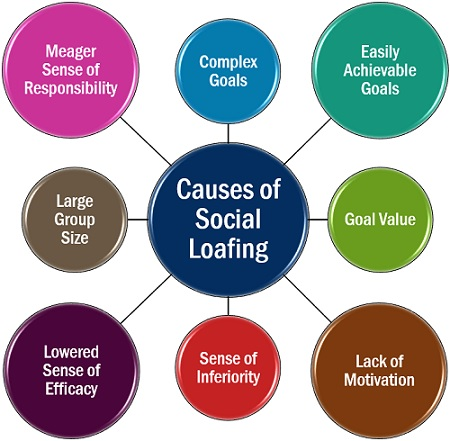 Meager
Sense of
Responsibility
Complex
Goals
Easily
Achievable
Goals
Large
Group
Size
Causes of
Social
Loafing
Goal Value
Lowered
Sense of
Efficacy
Sense of
Inferiority
Lack of
Motivation